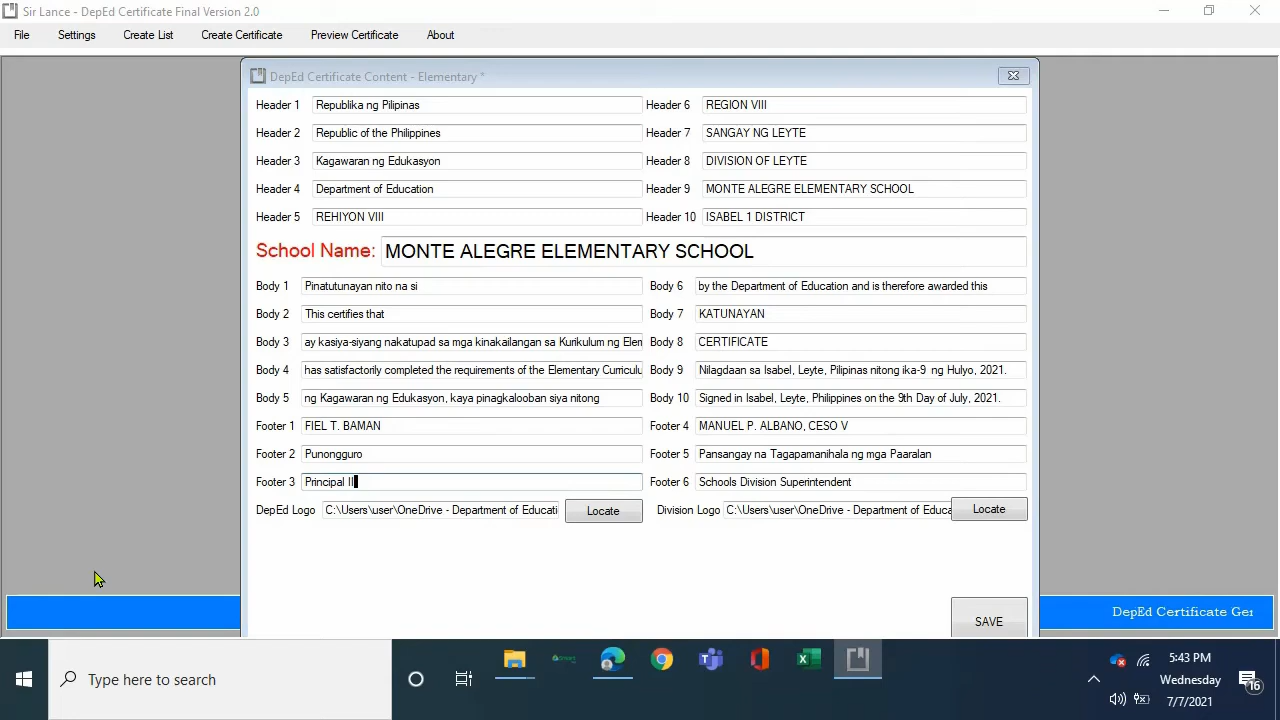 Sir Lance - DepEd Certificate Final Version 2.0
File Settings Create List Create Certificate Preview Certificate About
DepEd Certificate Content - Elementary *
Header 1 Republika ng Pilipinas Header 6 REGION VIII
Header 2 Republic of the Philippines Header 7 SANGAY NG LEYTE
Header 3 Kagawaran ng Edukasyon Header 8 DIVISION OF LEYTE
Header 4 Department of Education Header 9 MONTE ALEGRE ELEMENTARY SCHOOL
Header 5 REHIYON VIII Header 10 ISABEL 1 DISTRICT
School Name: MONTE ALEGRE ELEMENTARY SCHOOL
Body 1 Pinatutunayan nito na si Body 6 by the Department of Education and is therefore awarded this
Body 2 This certifies that Body 7 KATUNAYAN
Body 3 ay kasiya-siyang nakatupad sa mga kinakailangan sa Kurikulum ng Elem Body 8 CERTIFICATE
Body 4 has satisfactorily completed the requirements of the Elementary Curriculu Body 9 Nilagdaan sa Isabel, Leyte, Pilipinas nitong ika-9 ng Hulyo, 2021.
Body 5 ng Kagawaran ng Edukasyon, kaya pinagkalooban siya nitong Body 10 Signed in Isabel, Leyte, Philippines on the 9th Day of July, 2021.
Footer 1 FIEL T. BAMAN Footer 4 MANUEL P. ALBANO, CESO V
Footer 2 Punongguro Footer 5 Pansangay na Tagapamanihala ng mga Paaralan
Footer 3 Principal II Footer 6 Schools Division Superintendent
DepEd Logo C:\Users\user\OneDrive - Department of Educati Locate Division Logo C:\Users\user\OneDrive - Department of Educa Locate
DepEd Certificate Ger
SAVE
Type here to search
5:43 PM
Wednesday
7/7/2021
16